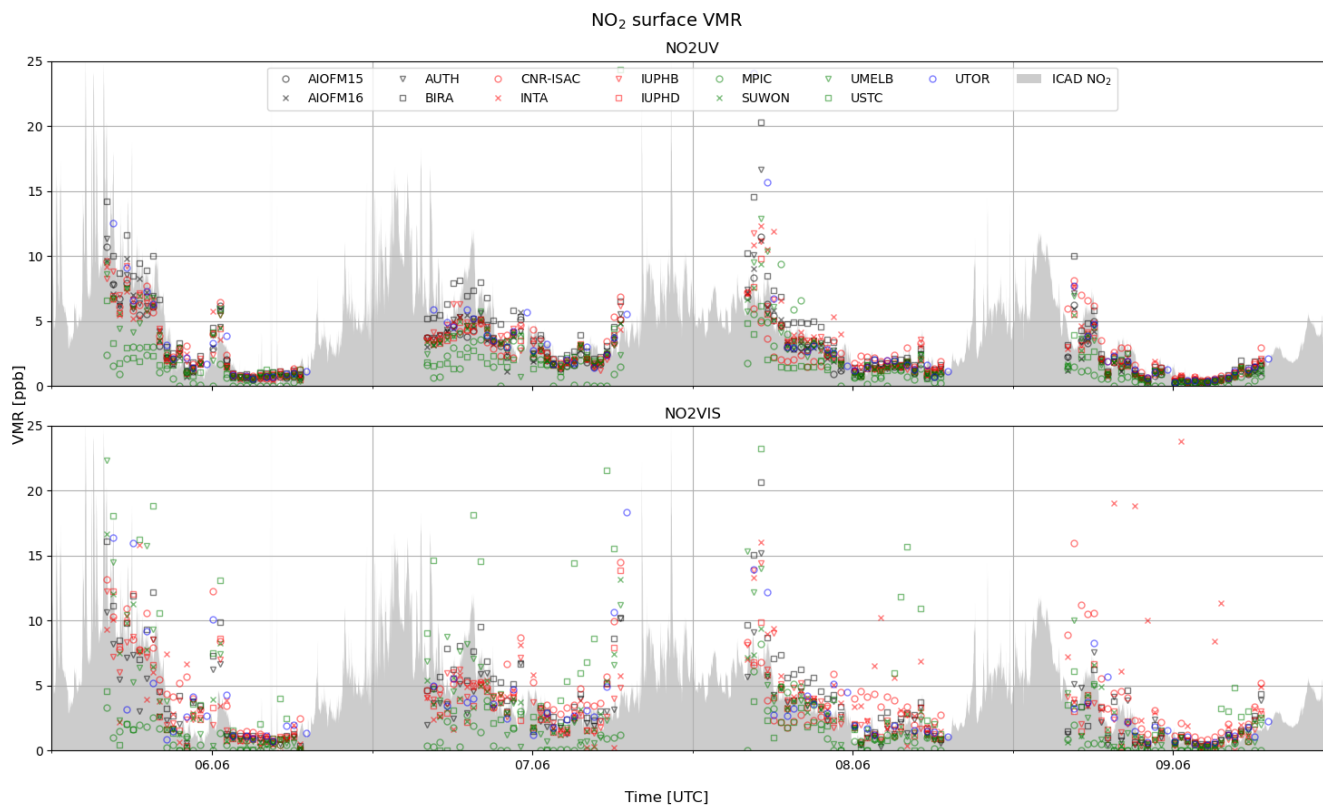 NO₂ surface VMR
NO2UV
AIOFM15 AUTH CNR-ISAC IUPHB MPIC UMELB UTOR ICAD NO₂
AIOFM16 BIRA INTA IUPHD SUWON USTC
25
20
15
10
5
0
VMR [ppb]
NO2VIS
25
20
15
10
5
0
06.06 07.06 08.06 09.06
Time [UTC]